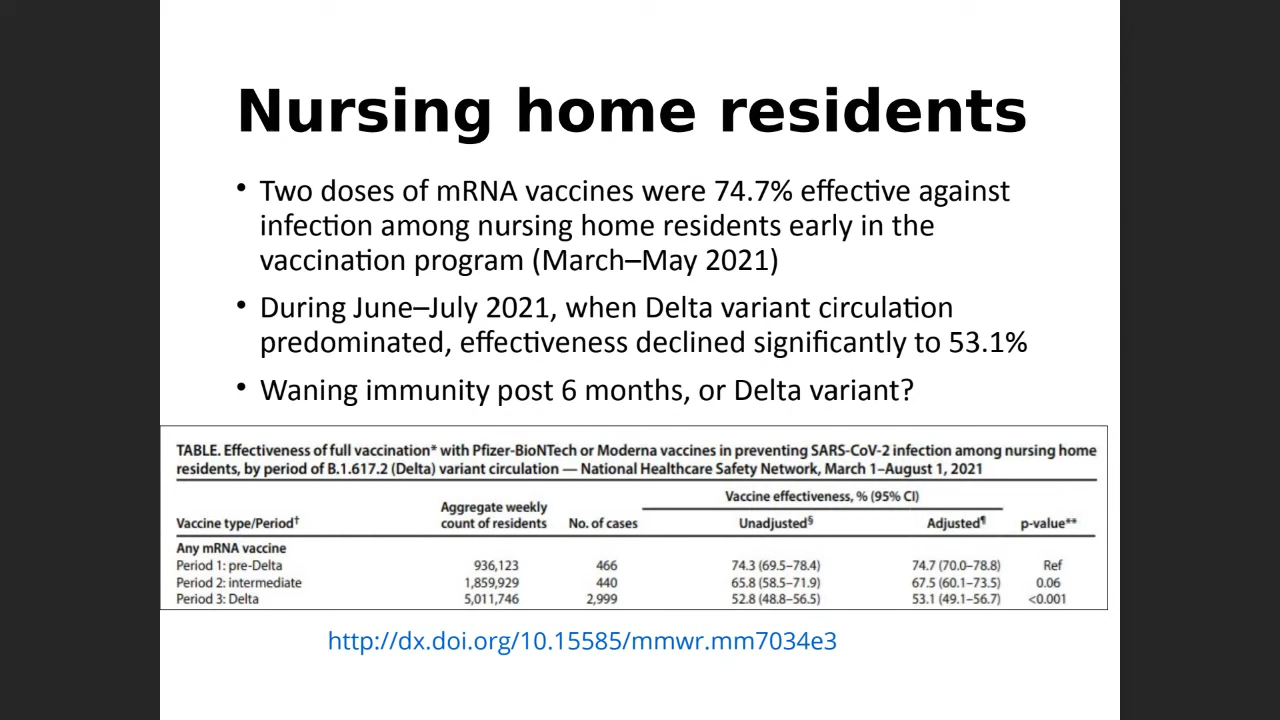 Nursing home residents
• Two doses of mRNA vaccines were 74.7% effective against
infection among nursing home residents early in the
vaccination program (March–May 2021)
• During June–July 2021, when Delta variant circulation
predominated, effectiveness declined significantly to 53.1%
• Waning immunity post 6 months, or Delta variant?
TABLE. Effectiveness of full vaccination* with Pfizer-BioNTech or Moderna vaccines in preventing SARS-CoV-2 infection among nursing home
residents, by period of B.1.617.2 (Delta) variant circulation — National Healthcare Safety Network, March 1–August 1, 2021
Vaccine effectiveness, % (95% CI)
Aggregate weekly
Vaccine type/Period† count of residents No. of cases Unadjusted§ Adjusted¶ p-value**
Any mRNA vaccine
Period 1: pre-Delta 936,123 466 74.3 (69.5–78.4) 74.7 (70.0–78.8) Ref
Period 2: intermediate 1,859,929 440 65.8 (58.5–71.9) 67.5 (60.1–73.5) 0.06
Period 3: Delta 5,011,746 2,999 52.8 (48.8–56.5) 53.1 (49.1–56.7) <0.001
http://dx.doi.org/10.15585/mmwr.mm7034e3